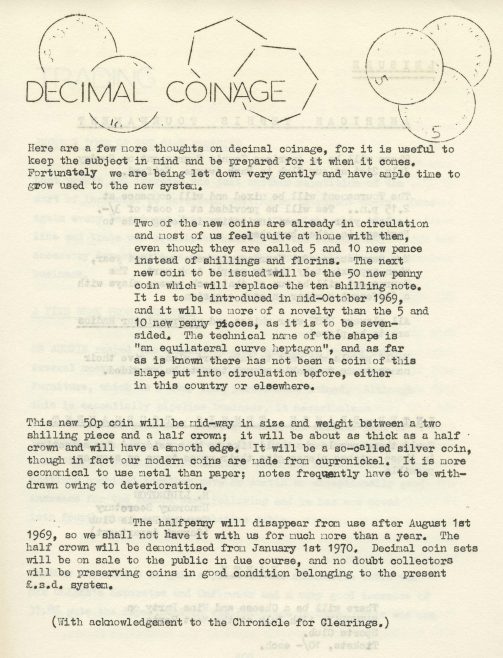 DECIMAL COINAGE
Here are a few more thoughts on decimal coinage, for it is useful to
keep the subject in mind and be prepared for it when it comes.
Fortunately we are being let down very gently and have ample time to
grow used to the new system.
Two of the new coins are already in circulation
and most of us feel quite at home with them,
even though they are called 5 and 10 new pence
instead of shillings and florins. The next
new coin to be issued will be the 50 new penny
coin which will replace the ten shilling note.
It is to be introduced in mid-October 1969,
and it will be more of a novelty than the 5 and
10 new penny pieces, as it is to be seven-
sided. The technical name of the shape is
"an equilateral curve heptagon", and as far
as is known there has not been a coin of this
shape put into circulation before, either
in this country or elsewhere.
This new 50p coin will be mid-way in size and weight between a two
shilling piece and a half crown; it will be about as thick as a half
crown and will have a smooth edge. It will be a so-called silver coin,
though in fact our modern coins are made from cupronickel. It is more
economical to use metal than paper; notes frequently have to be with-
drawn owing to deterioration.
The halfpenny will disappear from use after August 1st
1969, so we shall not have it with us for much more than a year. The
half crown will be demonitised from January 1st 1970. Decimal coin sets
will be on sale to the public in due course, and no doubt collectors
will be preserving coins in good condition belonging to the present
£.s.d. system.
(With acknowledgement to the Chronicle for Clearings.)